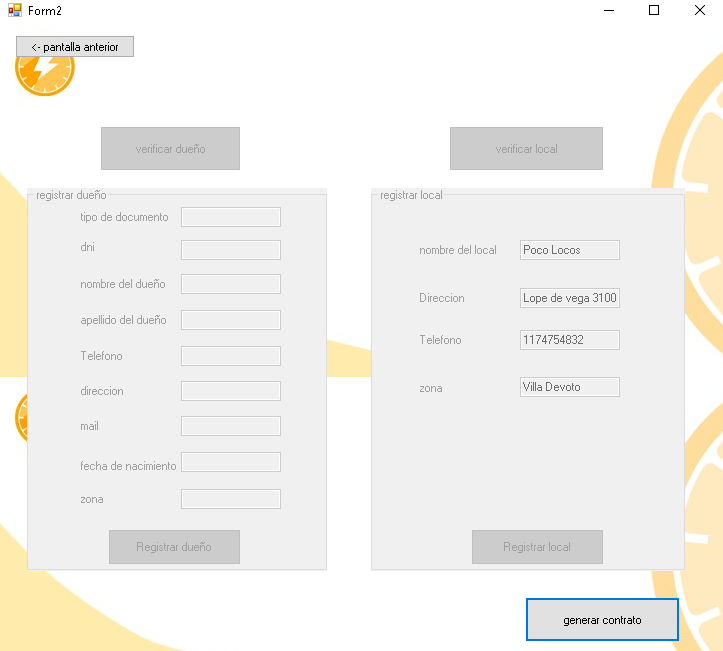 Form2
<- pantalla anterior
verificar dueño
verificar local
registrar dueño
tipo de documento
dni
nombre del dueño
apellido del dueño
Telefono
direccion
mail
fecha de nacimiento
zona
Registrar dueño
registrar local
nombre del local Poco Locos
Direccion Lope de vega 3100
Telefono 1174754832
zona Villa Devoto
Registrar local
generar contrato